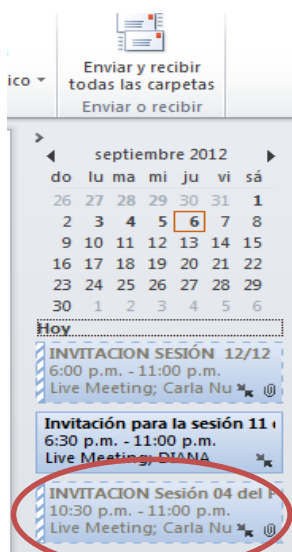 ico
Enviar y recibir
todas las carpetas
Enviar o recibir
septiembre 2012
do lu ma mi ju vi sá
26 27 28 29 30 31 1
2 3 4 5 6 7 8
9 10 11 12 13 14 15
16 17 18 19 20 21 22
23 24 25 26 27 28 29
30 1 2 3 4 5 6
Hoy
INVITACION SESIÓN 12/12
6:00 p.m. - 11:00 p.m.
Live Meeting; Carla Nu
Invitación para la sesión 11
6:30 p.m. - 11:00 p.m.
Live Meeting; DIANA
INVITACION Sesión 04 del
10:30 p.m. - 11:00 p.m.
Live Meeting; Carla Nu